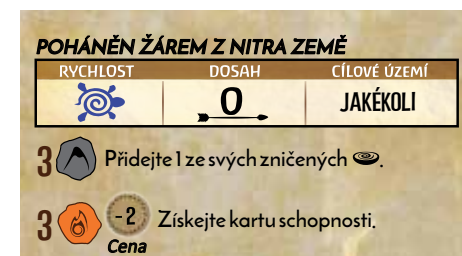 POHÁNĚN ŽÁREM Z NITRA ZEMĚ
RYCHLOST DOSAH CÍLOVÉ ÚZEMÍ
0 JAKÉKOLI
3 Přidejte 1 ze svých zničených .
3 -2 Získejte kartu schopnosti.
Cena